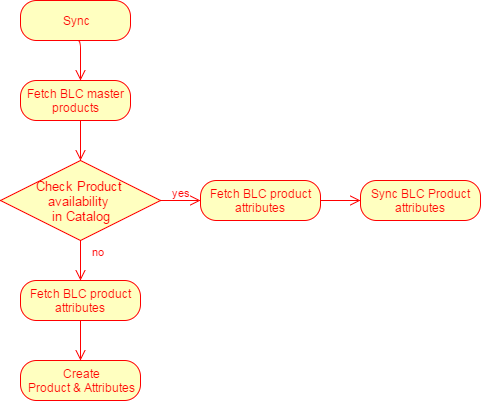 Sync
Fetch BLC master
products
Check Product
availability
in Catalog
yes
Fetch BLC product
attributes
Sync BLC Product
attributes
no
Fetch BLC product
attributes
Create
Product & Attributes